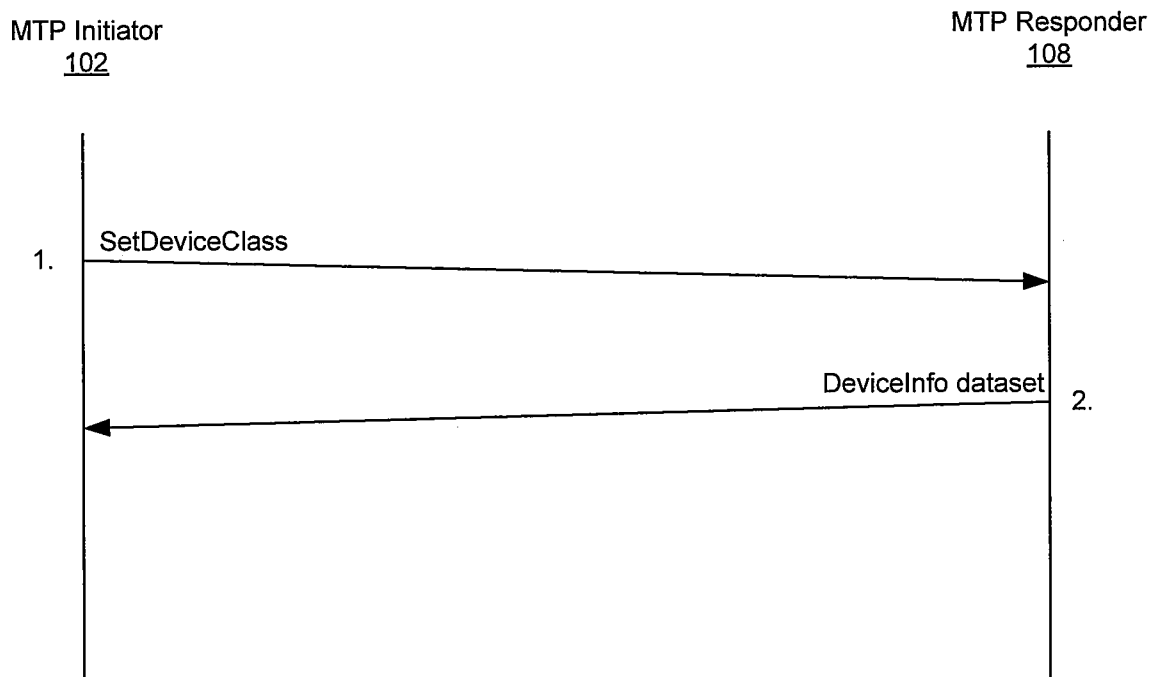 MTP Initiator
102
MTP Responder
108
SetDeviceClass
1.
DeviceInfo dataset
2.